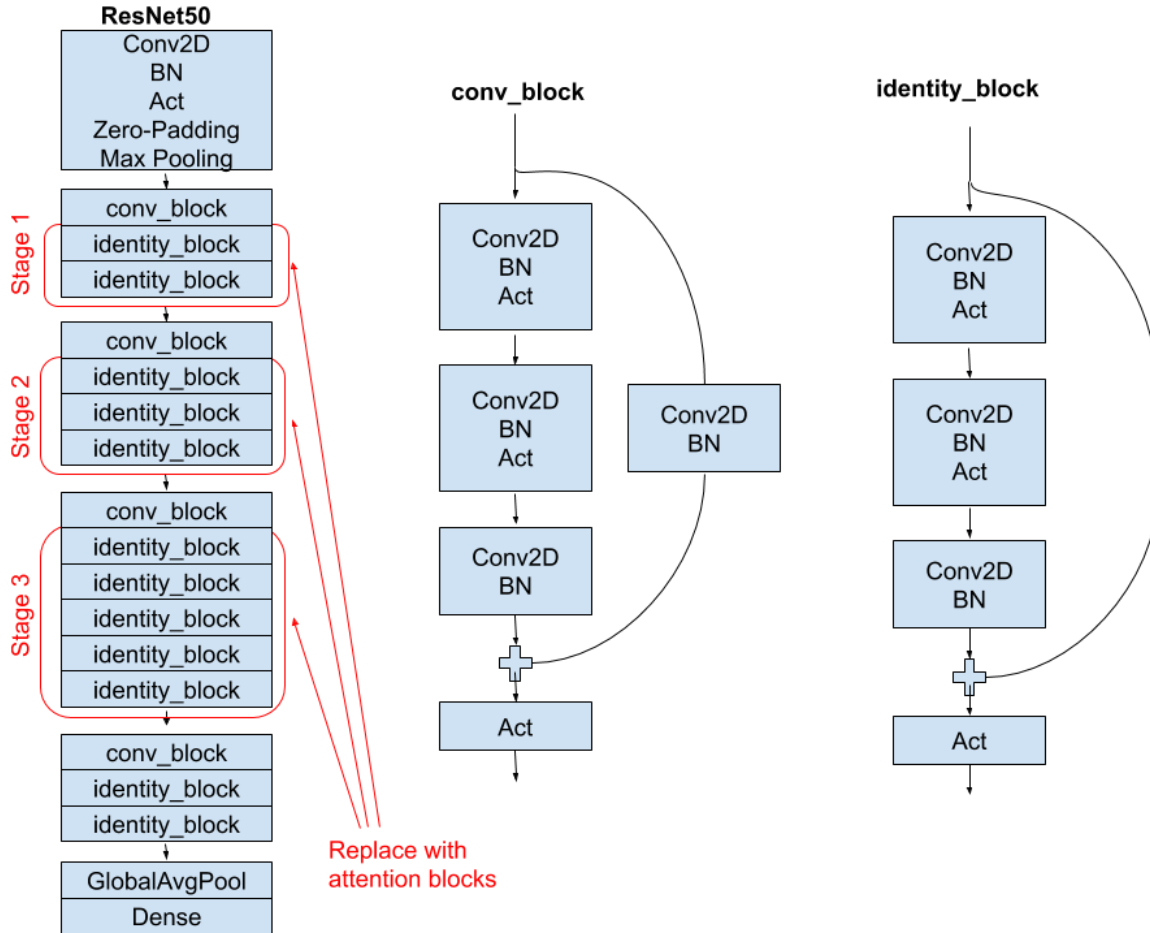 ResNet50
Conv2D
BN
Act
Zero-Padding
Max Pooling
Stage 1
conv_block
identity_block
identity_block
Stage 2
conv_block
identity_block
identity_block
identity_block
Stage 3
conv_block
identity_block
identity_block
identity_block
identity_block
identity_block
conv_block
identity_block
identity_block
GlobalAvgPool
Dense
Replace with
attention blocks
conv_block
Conv2D
BN
Act
Conv2D
BN
Act
Conv2D
BN
Conv2D
BN
Act
identity_block
Conv2D
BN
Act
Conv2D
BN
Act
Conv2D
BN
Act